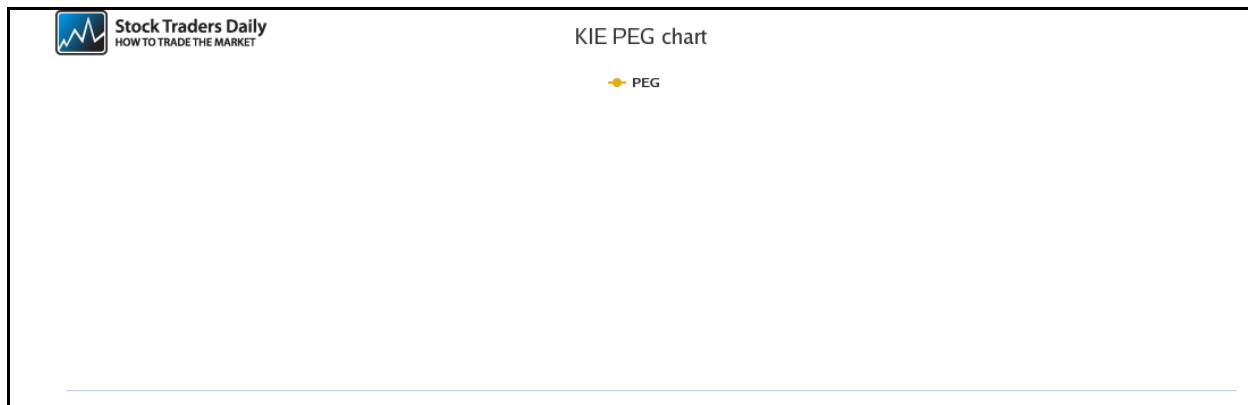 Stock Traders Daily
HOW TO TRADE THE MARKET
KIE PEG chart
PEG